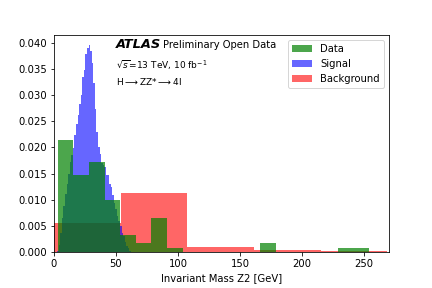 0.040
0.035
0.030
0.025
0.020
0.015
0.010
0.005
0.000
ATLAS Preliminary Open Data
√s=13 TeV, 10 fb⁻¹
H⟶ZZ*⟶4l
Data
Signal
Background
0 50 100 150 200 250
Invariant Mass Z2 [GeV]